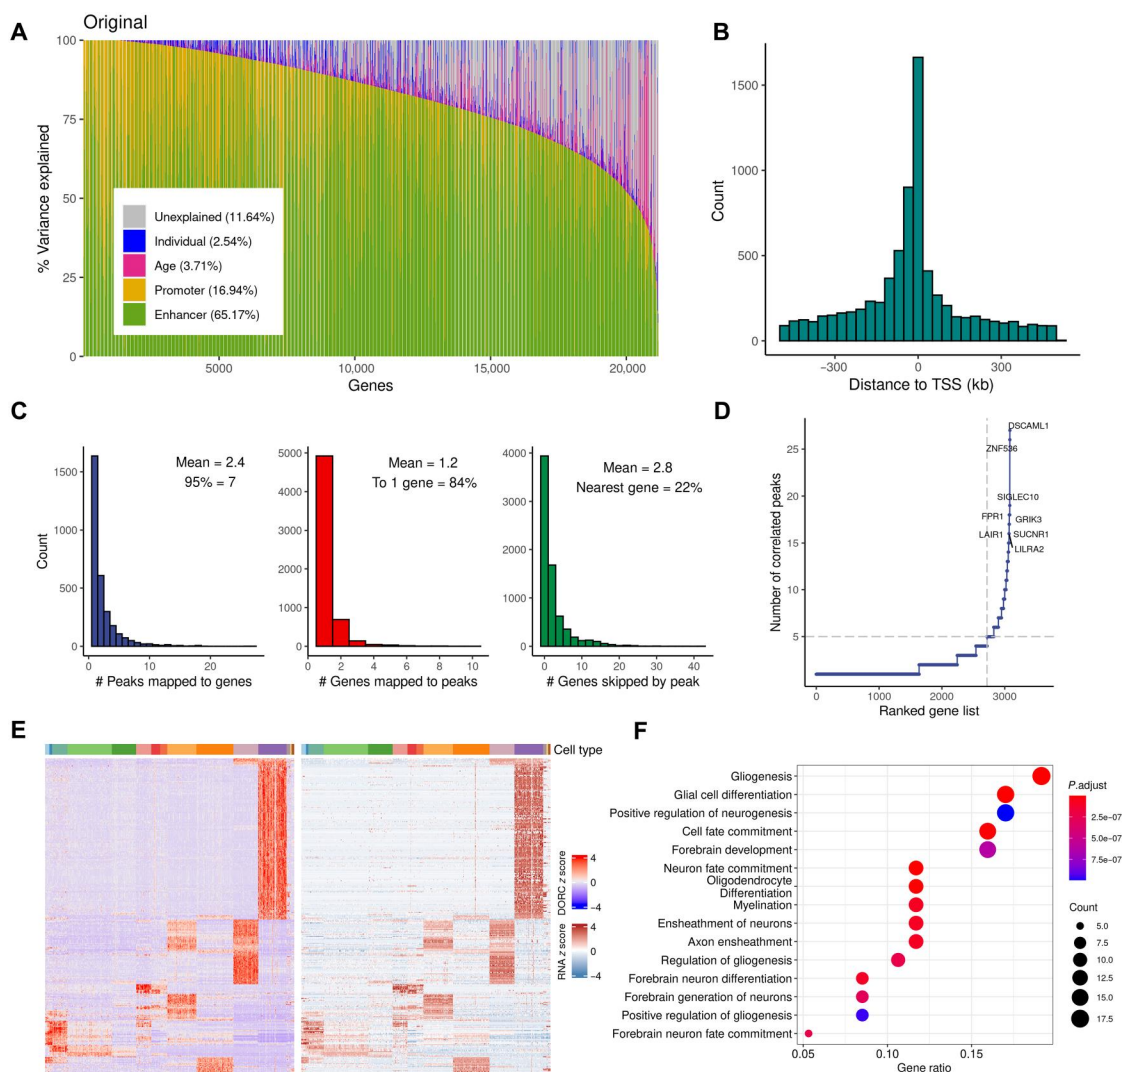 A
Original
% Variance explained
100
75
50
25
0
Unexplained (11.64%)
Individual (2.54%)
Age (3.71%)
Promoter (16.94%)
Enhancer (65.17%)
5000
10,000
15,000
20,000
Genes
B
Count
1500
1000
500
0
−300
0
300
Distance to TSS (kb)
C
Count
1500
500
0
Mean = 2.4
95% = 7
0
10
20
# Peaks mapped to genes
5000
4000
3000
2000
1000
0
Mean = 1.2
To 1 gene = 84%
0
2
4
6
8
10
# Genes mapped to peaks
4000
3000
2000
1000
0
Mean = 2.8
Nearest gene = 22%
0
10
20
30
40
# Genes skipped by peak
D
Number of correlated peaks
25
20
15
10
5
DSCAML1
ZNF536
SIGLEC10
FPR1
GRIK3
LAIR1
SUCNR1
LILRA2
0
1000
2000
3000
Ranked gene list
E
Cell type
DORC z score
4
0
−4
RNA z score
4
0
−4
F
Gliogenesis
Glial cell differentiation
Positive regulation of neurogenesis
Cell fate commitment
Forebrain development
Neuron fate commitment
Oligodendrocyte
Differentiation
Myelination
Ensheathment of neurons
Axon ensheathment
Regulation of gliogenesis
Forebrain neuron differentiation
Forebrain generation of neurons
Positive regulation of gliogenesis
Forebrain neuron fate commitment
0.05
0.10
0.15
Gene ratio
P.adjust
2.5e-07
5.0e-07
7.5e-07
Count
5.0
7.5
10.0
12.5
15.0
17.5